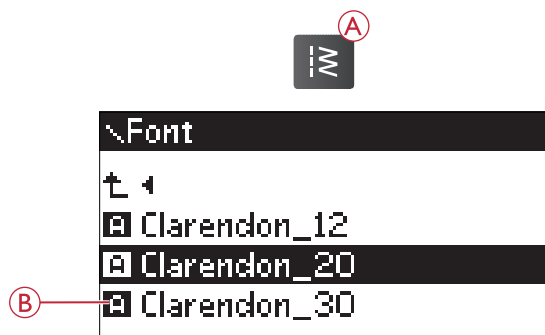 A
\Font
A Clarendon_12
A Clarendon_20
B A Clarendon_30